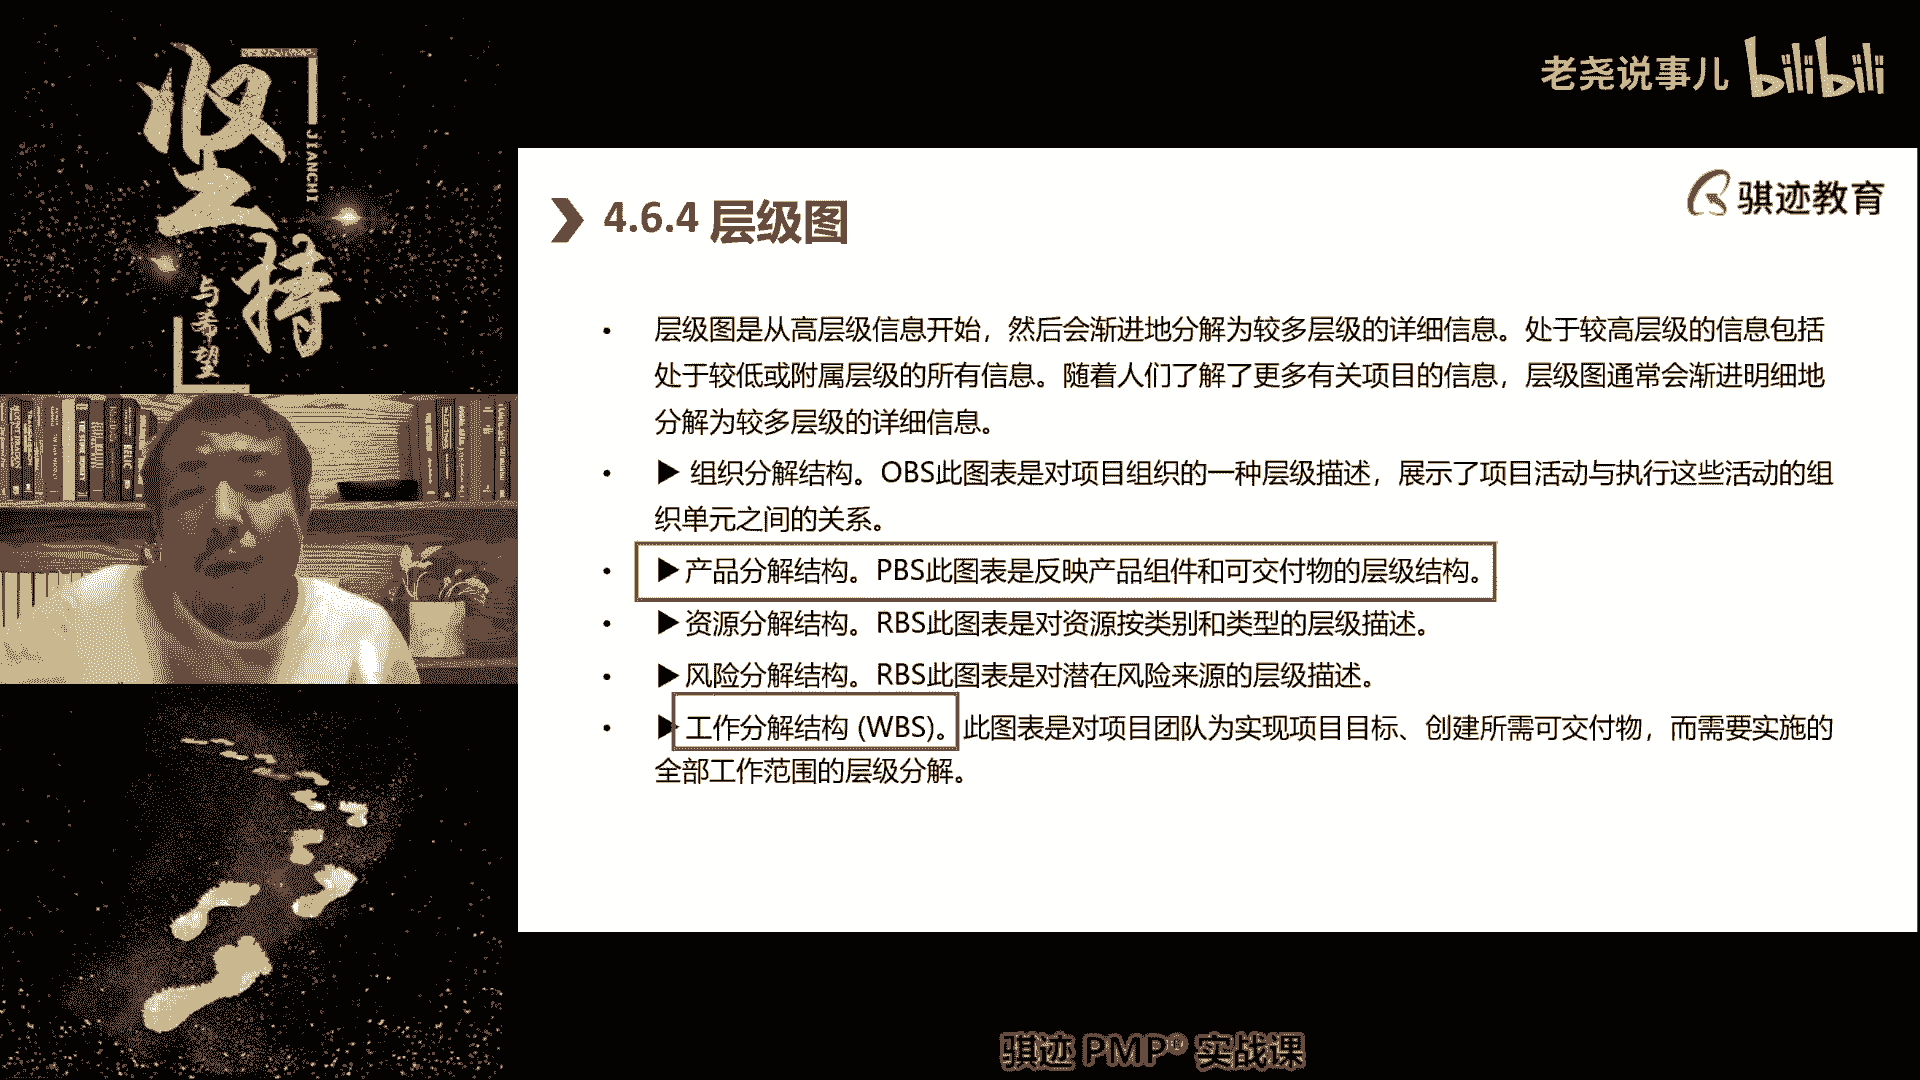 坚持
JIANCHI
与希望
老尧说事儿 bilibili
骐迹教育
4.6.4 层级图
• 层级图是从高层级信息开始，然后会渐进地分解为较多层级的详细信息。处于较高层级的信息包括
处于较低或附属层级的所有信息。随着人们了解了更多有关项目的信息，层级图通常会渐进明细地
分解为较多层级的详细信息。
• ▶ 组织分解结构。OBS此图表是对项目组织的一种层级描述，展示了项目活动与执行这些活动的组
织单元之间的关系。
• ▶产品分解结构。PBS此图表是反映产品组件和可交付物的层级结构。
• ▶资源分解结构。RBS此图表是对资源按类别和类型的层级描述。
• ▶风险分解结构。RBS此图表是对潜在风险来源的层级描述。
• ▶工作分解结构 (WBS)。此图表是对项目团队为实现项目目标、创建所需可交付物，而需要实施的
全部工作范围的层级分解。
骐迹 PMP® 实战课